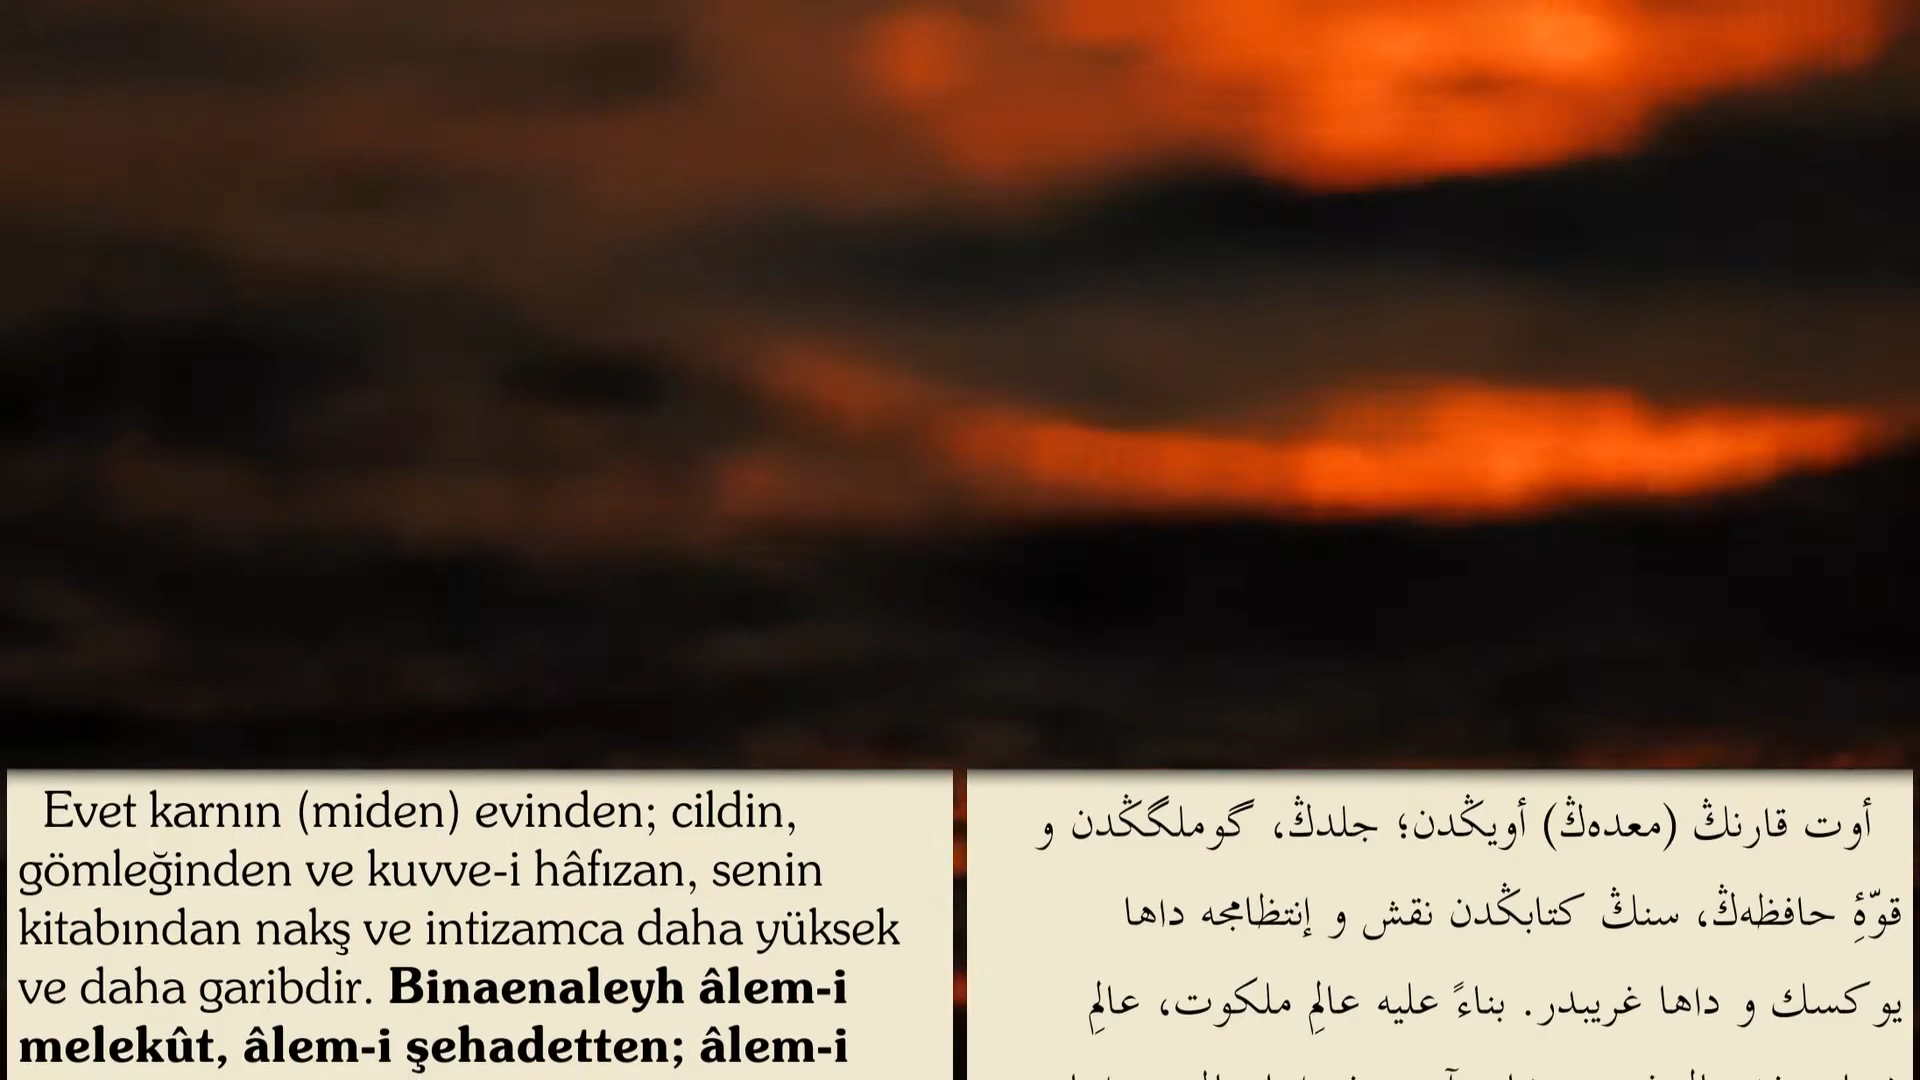 Evet karnın (miden) evinden; cildin,
gömleğinden ve kuvve-i hâfızan, senin
kitabından nakş ve intizamca daha yüksek
ve daha garibdir. Binaenaleyh âlem-i
melekût, âlem-i şehadetten; âlem-i
أوت قارنڭ (معده‌ڭ) أويڭدن؛ جلدڭ، گوملگڭدن و
قوّۀِ حافظه‌ڭ، سنڭ كتابڭدن نقش و إنتظامجه داها
يوكسك و داها غريبدر. بناءً عليه عالمِ ملكوت، عالمِ